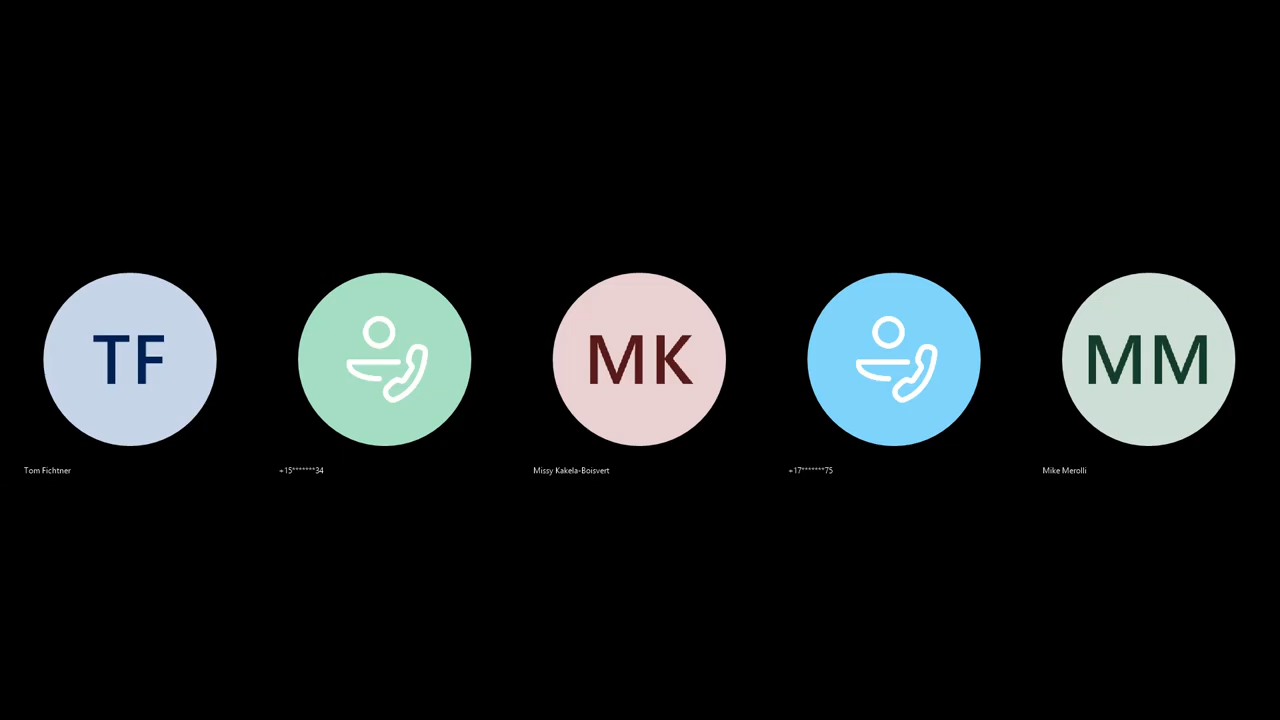 TF
MK
MM
Tom Fichtner
+15*******34
Missy Kakela-Boisvert
+17*******75
Mike Merolli